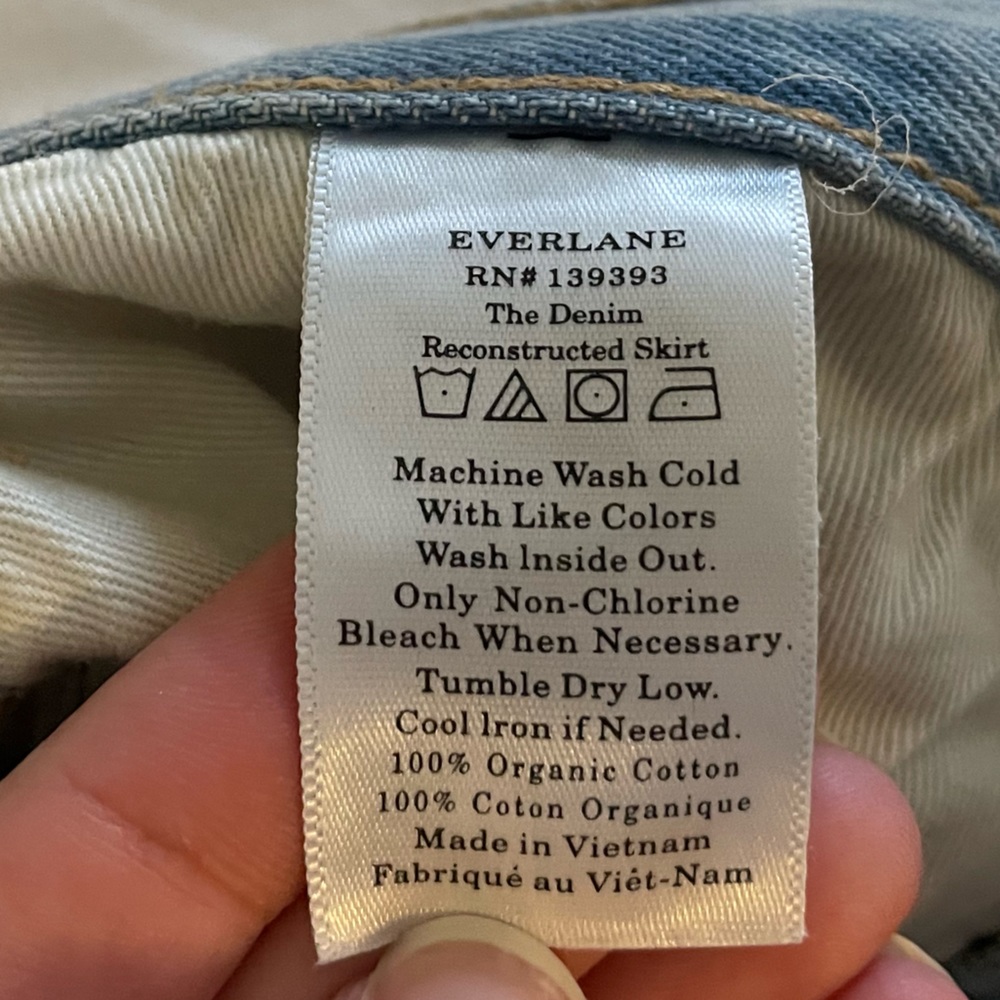 EVERLANE
RN# 139393
The Denim
Reconstructed Skirt
Machine Wash Cold
With Like Colors
Wash Inside Out.
Only Non-Chlorine
Bleach When Necessary.
Tumble Dry Low.
Cool Iron if Needed.
100% Organic Cotton
100% Coton Organique
Made in Vietnam
Fabriqué au Viét-Nam